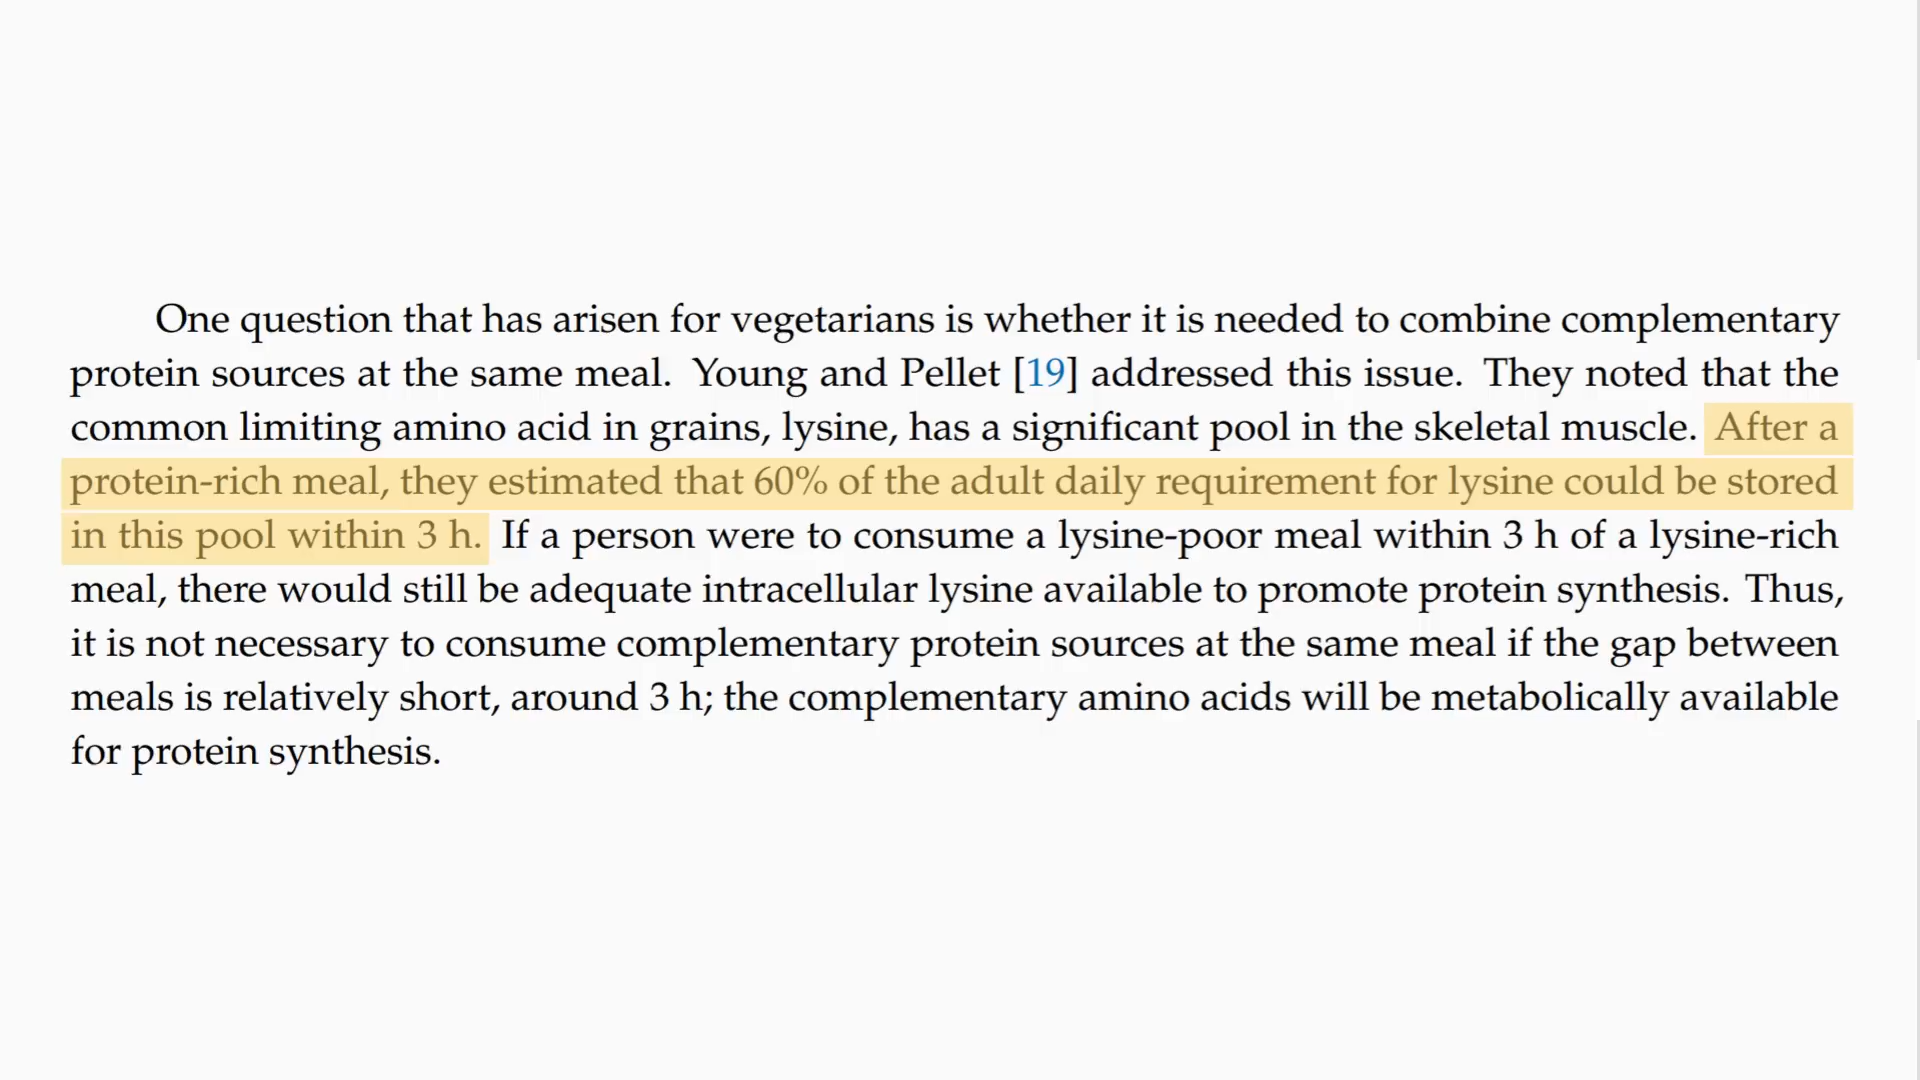 One question that has arisen for vegetarians is whether it is needed to combine complementary
protein sources at the same meal. Young and Pellet [19] addressed this issue. They noted that the
common limiting amino acid in grains, lysine, has a significant pool in the skeletal muscle. After a
protein-rich meal, they estimated that 60% of the adult daily requirement for lysine could be stored
in this pool within 3 h. If a person were to consume a lysine-poor meal within 3 h of a lysine-rich
meal, there would still be adequate intracellular lysine available to promote protein synthesis. Thus,
it is not necessary to consume complementary protein sources at the same meal if the gap between
meals is relatively short, around 3 h; the complementary amino acids will be metabolically available
for protein synthesis.